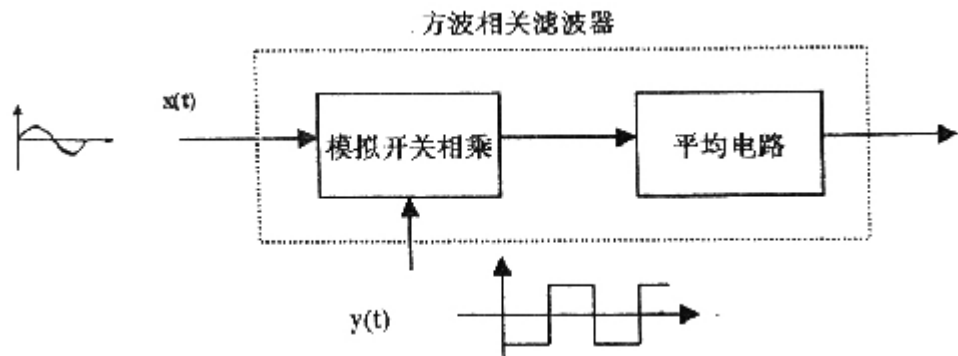 方波相关滤波器
x(t)
模拟开关相乘
平均电路
y(t)